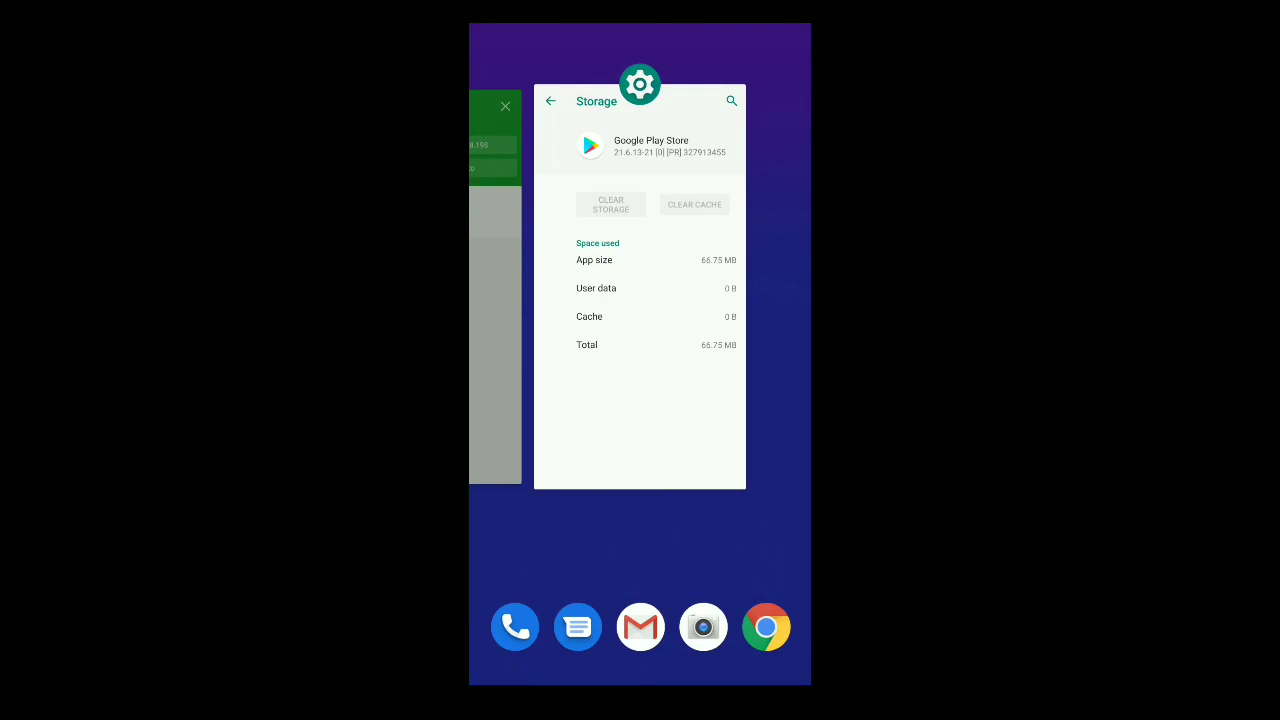 Storage
Google Play Store
21.6.13-21 [0] [PR] 327913455
CLEAR
STORAGE
CLEAR CACHE
Space used
App size
66.75 MB
User data
0 B
Cache
0 B
Total
66.75 MB